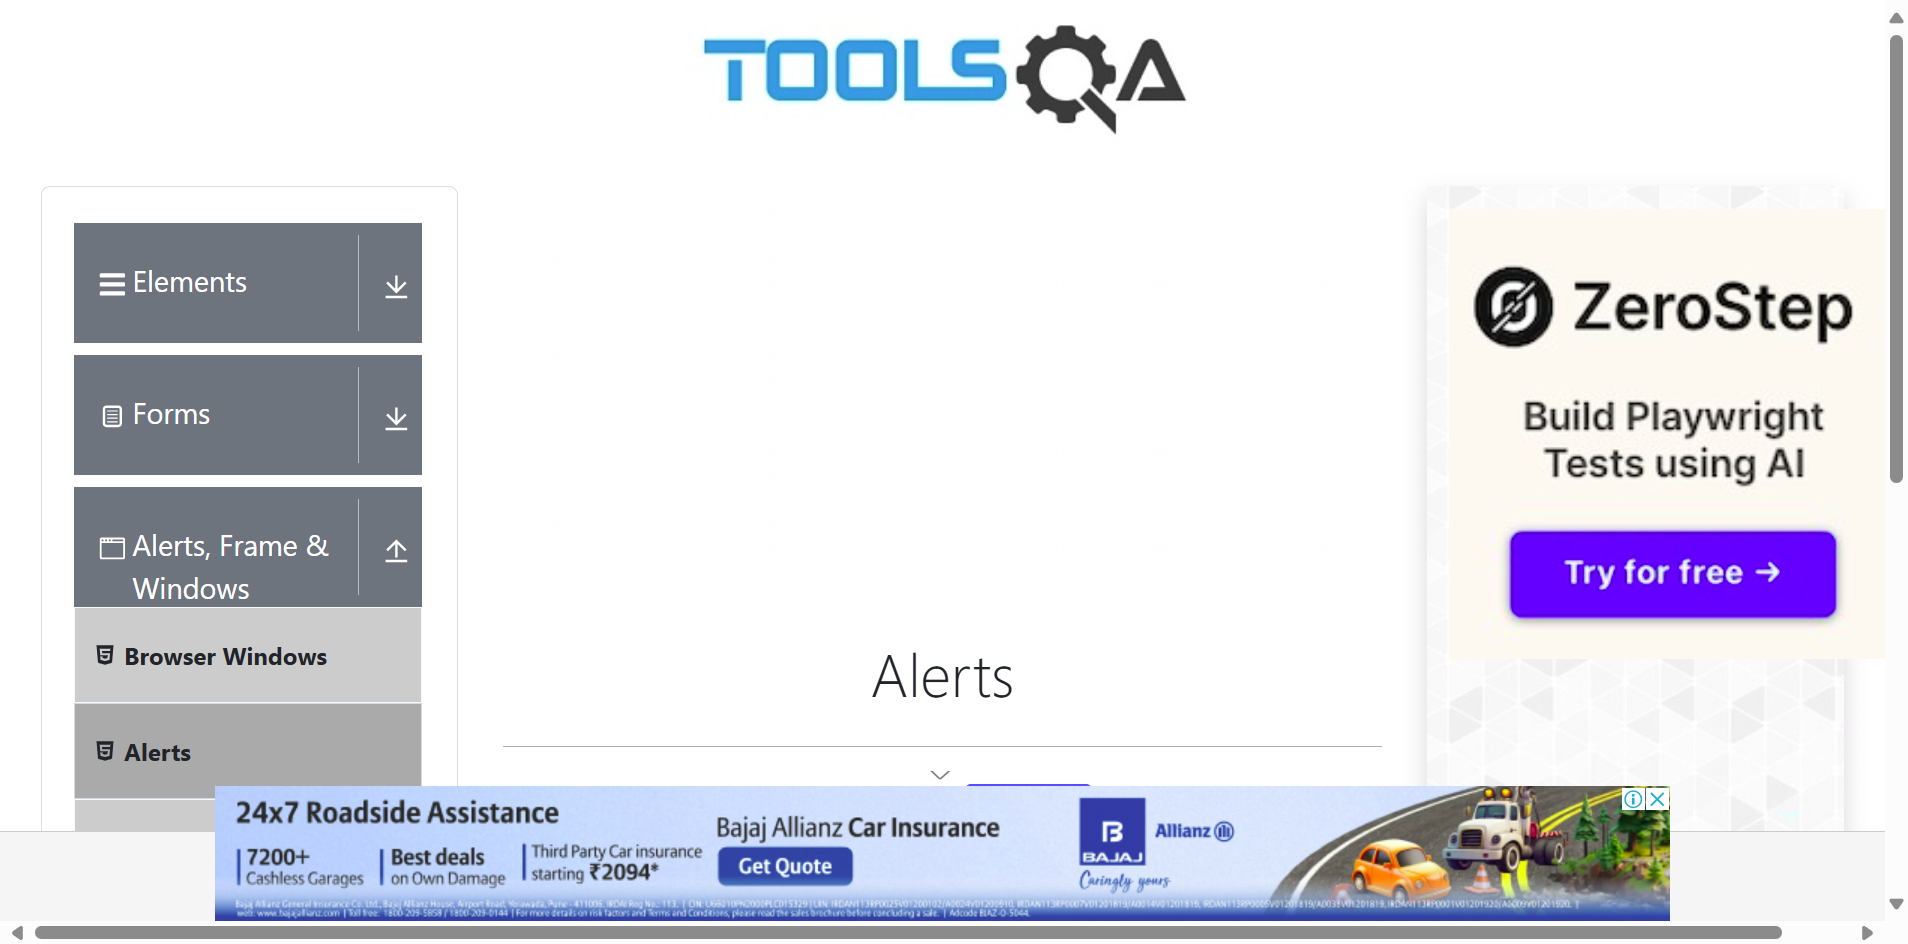 TOOLSQA
Elements
Forms
Alerts, Frame &
Windows
Browser Windows
Alerts
Alerts
ZeroStep
Build Playwright
Tests using AI
Try for free →
24x7 Roadside Assistance
7200+
Cashless Garages
Best deals
on Own Damage
Third Party Car insurance
starting ₹2094*
Bajaj Allianz Car Insurance
Get Quote
B
BAJAJ
Allianz
Caringly yours